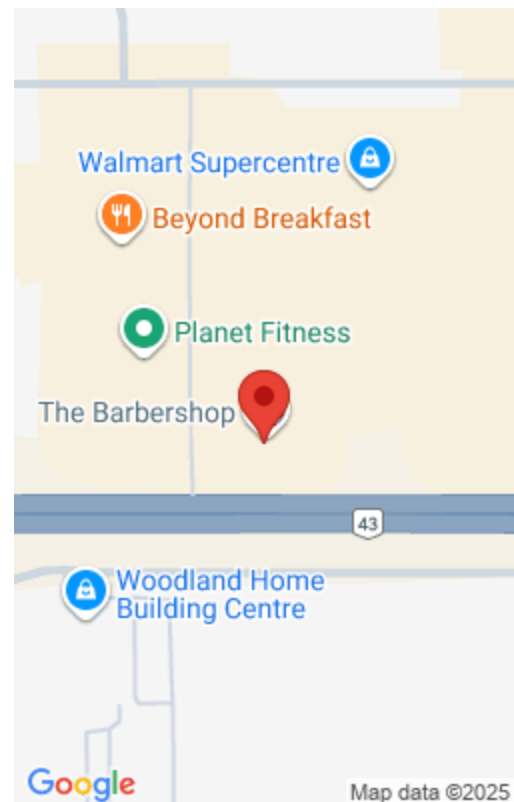 Walmart Supercentre
Beyond Breakfast
Planet Fitness
The Barbershop
43
Woodland Home
Building Centre
Google
Map data ©2025